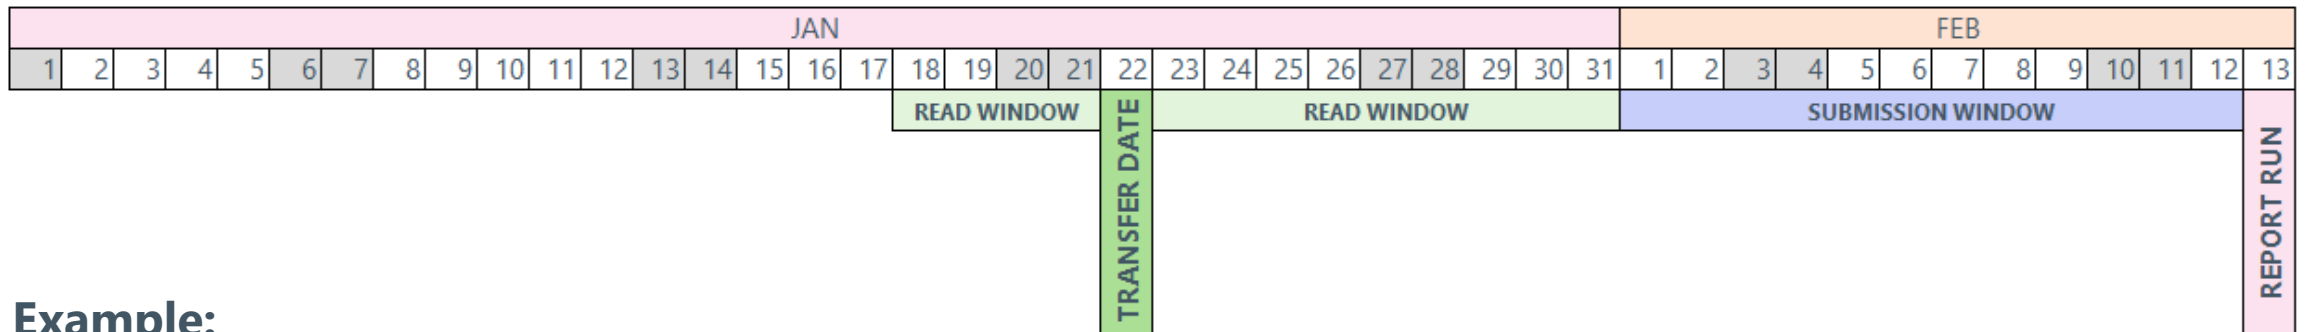 JAN FEB
1 2 3 4 5 6 7 8 9 10 11 12 13 14 15 16 17 18 19 20 21 22 23 24 25 26 27 28 29 30 31 1 2 3 4 5 6 7 8 9 10 11 12 13
READ WINDOW READ WINDOW SUBMISSION WINDOW
TRANSFER DATE
REPORT RUN
Example: